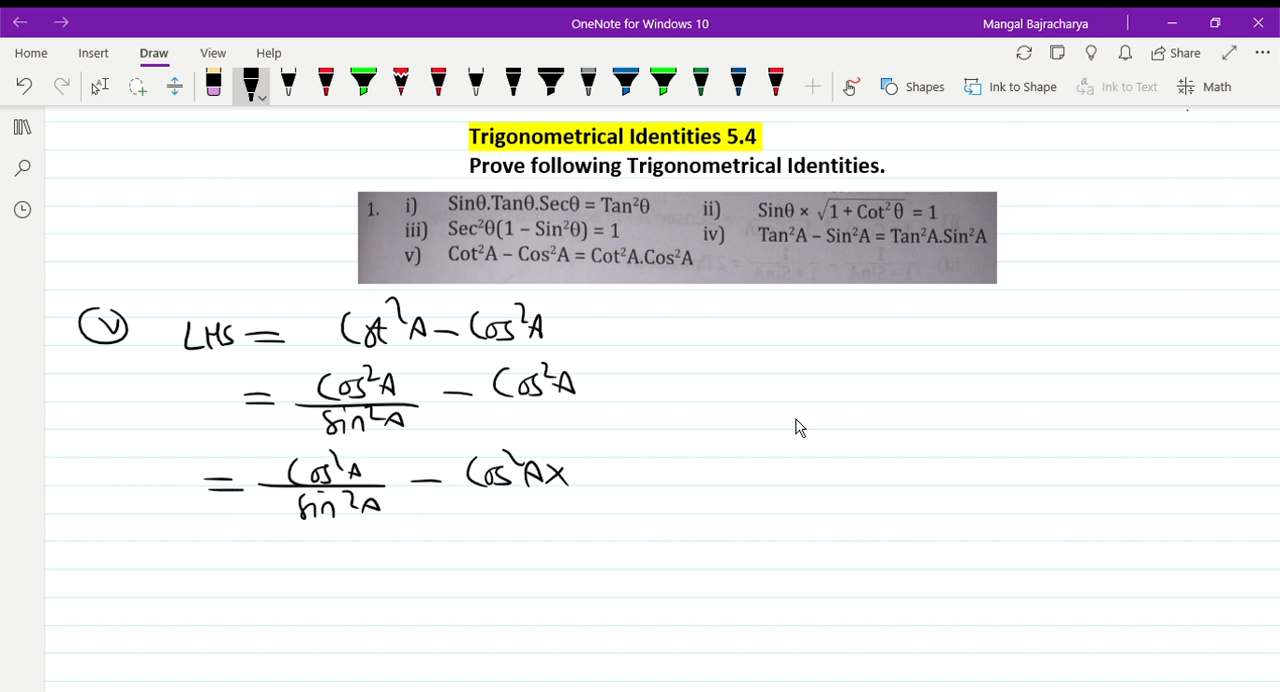 OneNote for Windows 10
Mangal Bajracharya
Home Insert Draw View Help
Share
Shapes Ink to Shape Ink to Text Math
Trigonometrical Identities 5.4
Prove following Trigonometrical Identities.
1. i) Sinθ.Tanθ.Secθ = Tan²θ ii) Sinθ × √1 + Cot² θ = 1
iii) Sec²θ(1 – Sin²θ) = 1 iv) Tan²A – Sin²A = Tan²A.Sin²A
v) Cot²A – Cos²A = Cot²A.Cos²A
(v) LHS = Cot²A – Cos²A
= Cos²A / Sin²A – Cos²A
= Cos²A / Sin²A – Cos²A×